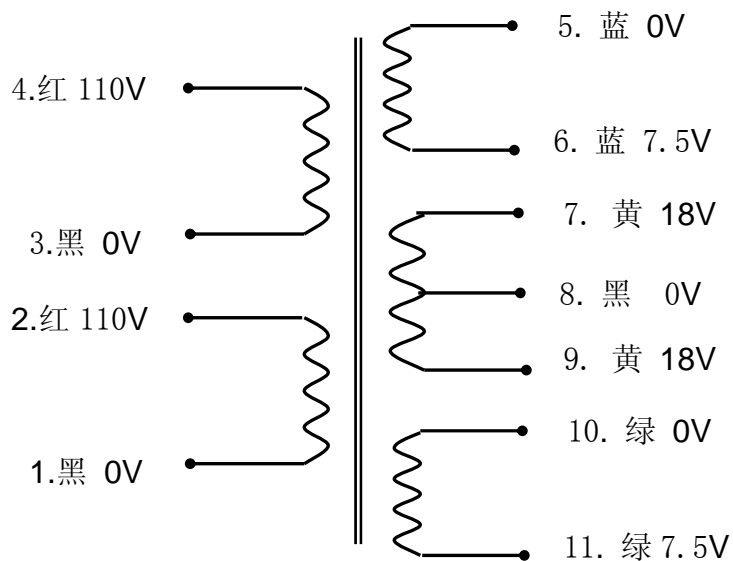 4.红 110V
3.黑 0V
2.红 110V
1.黑 0V
5. 蓝 0V
6. 蓝 7.5V
7. 黄 18V
8. 黑 0V
9. 黄 18V
10. 绿 0V
11. 绿 7.5V